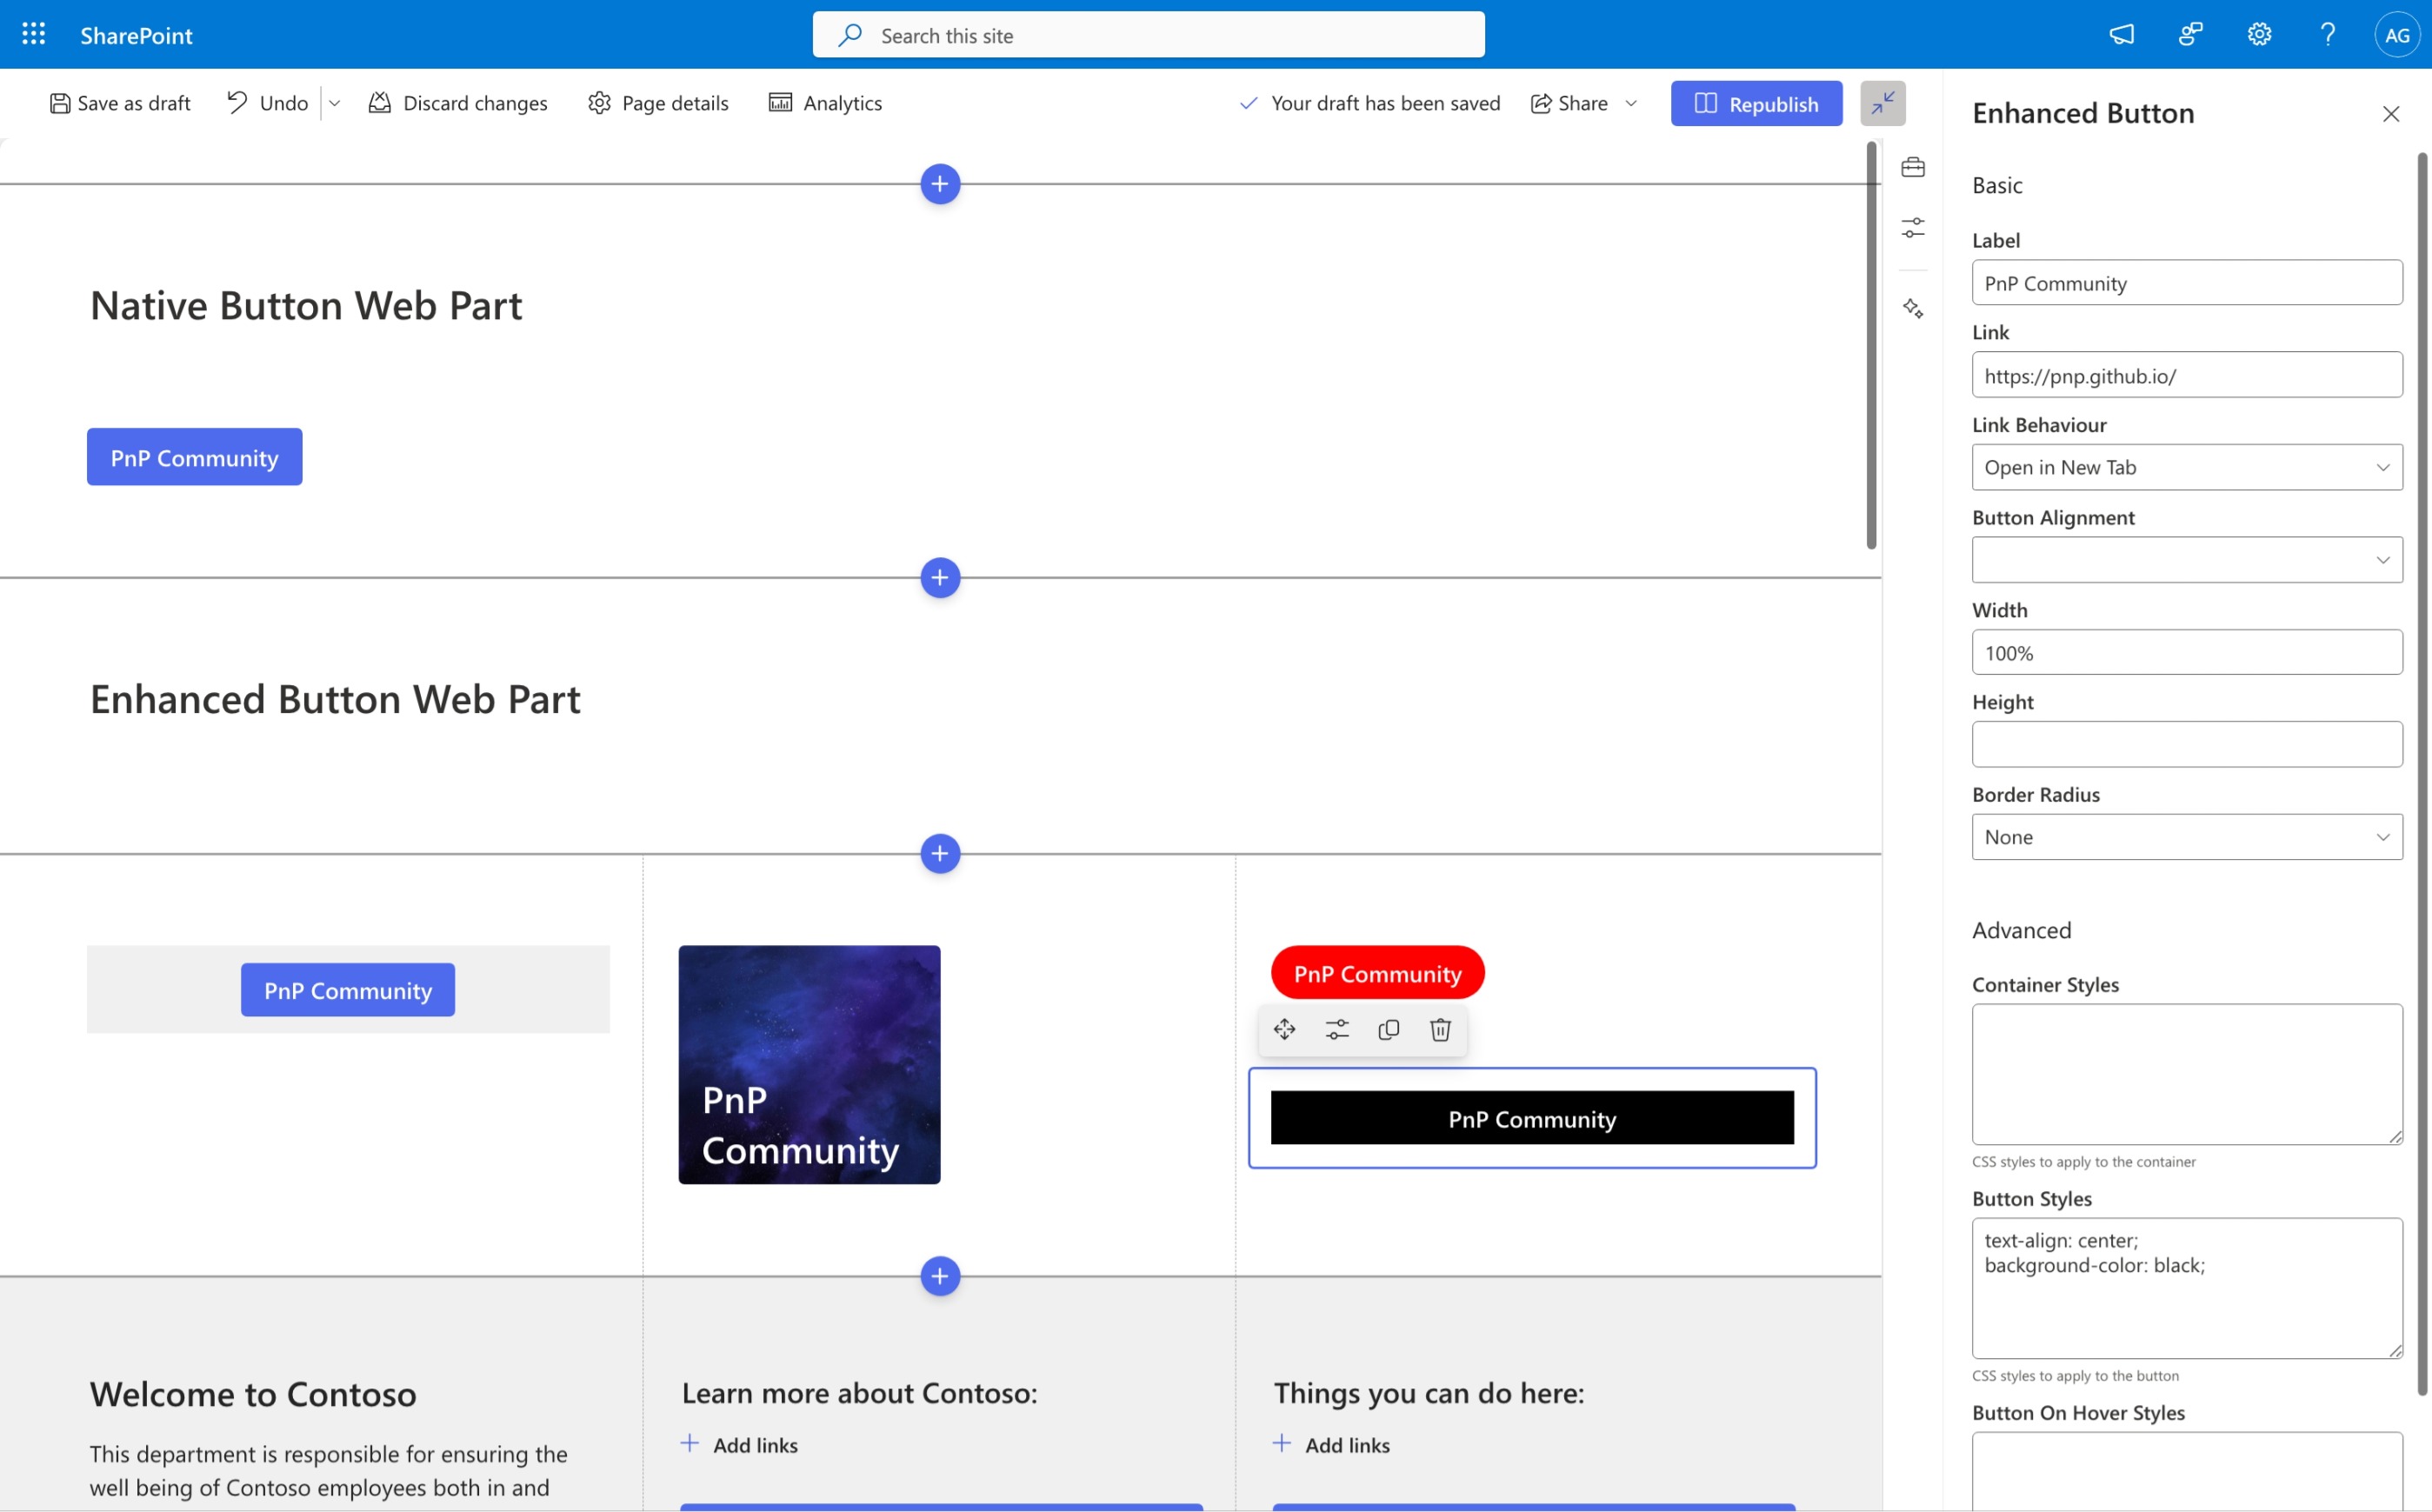 SharePoint
Search this site
AG
Save as draft
Undo
Discard changes
Page details
Analytics
Your draft has been saved
Share
Republish
Native Button Web Part
PnP Community
Enhanced Button Web Part
PnP Community
PnP
Community
PnP Community
PnP Community
Welcome to Contoso
This department is responsible for ensuring the
well being of Contoso employees both in and
Learn more about Contoso:
Add links
Things you can do here:
Add links
Enhanced Button
Basic
Label
PnP Community
Link
https://pnp.github.io/
Link Behaviour
Open in New Tab
Button Alignment
Width
100%
Height
Border Radius
None
Advanced
Container Styles
CSS styles to apply to the container
Button Styles
text-align: center;
background-color: black;
CSS styles to apply to the button
Button On Hover Styles